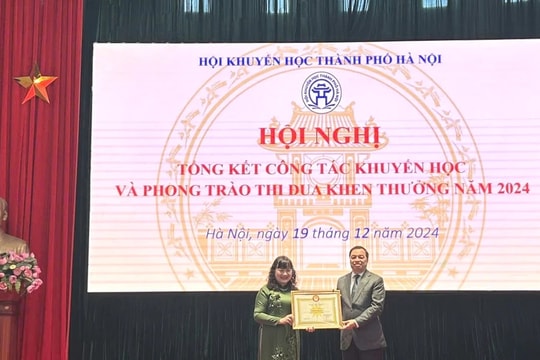 HỘI KHUYẾN HỌC THÀNH PHỐ HÀ NỘI
HỘI NGHỊ
TỔNG KẾT CÔNG TÁC KHUYẾN HỌC
VÀ PHONG TRÀO THI ĐUA KHEN THƯỞNG NĂM 2024
Hà Nội, ngày 19 tháng 12 năm 2024